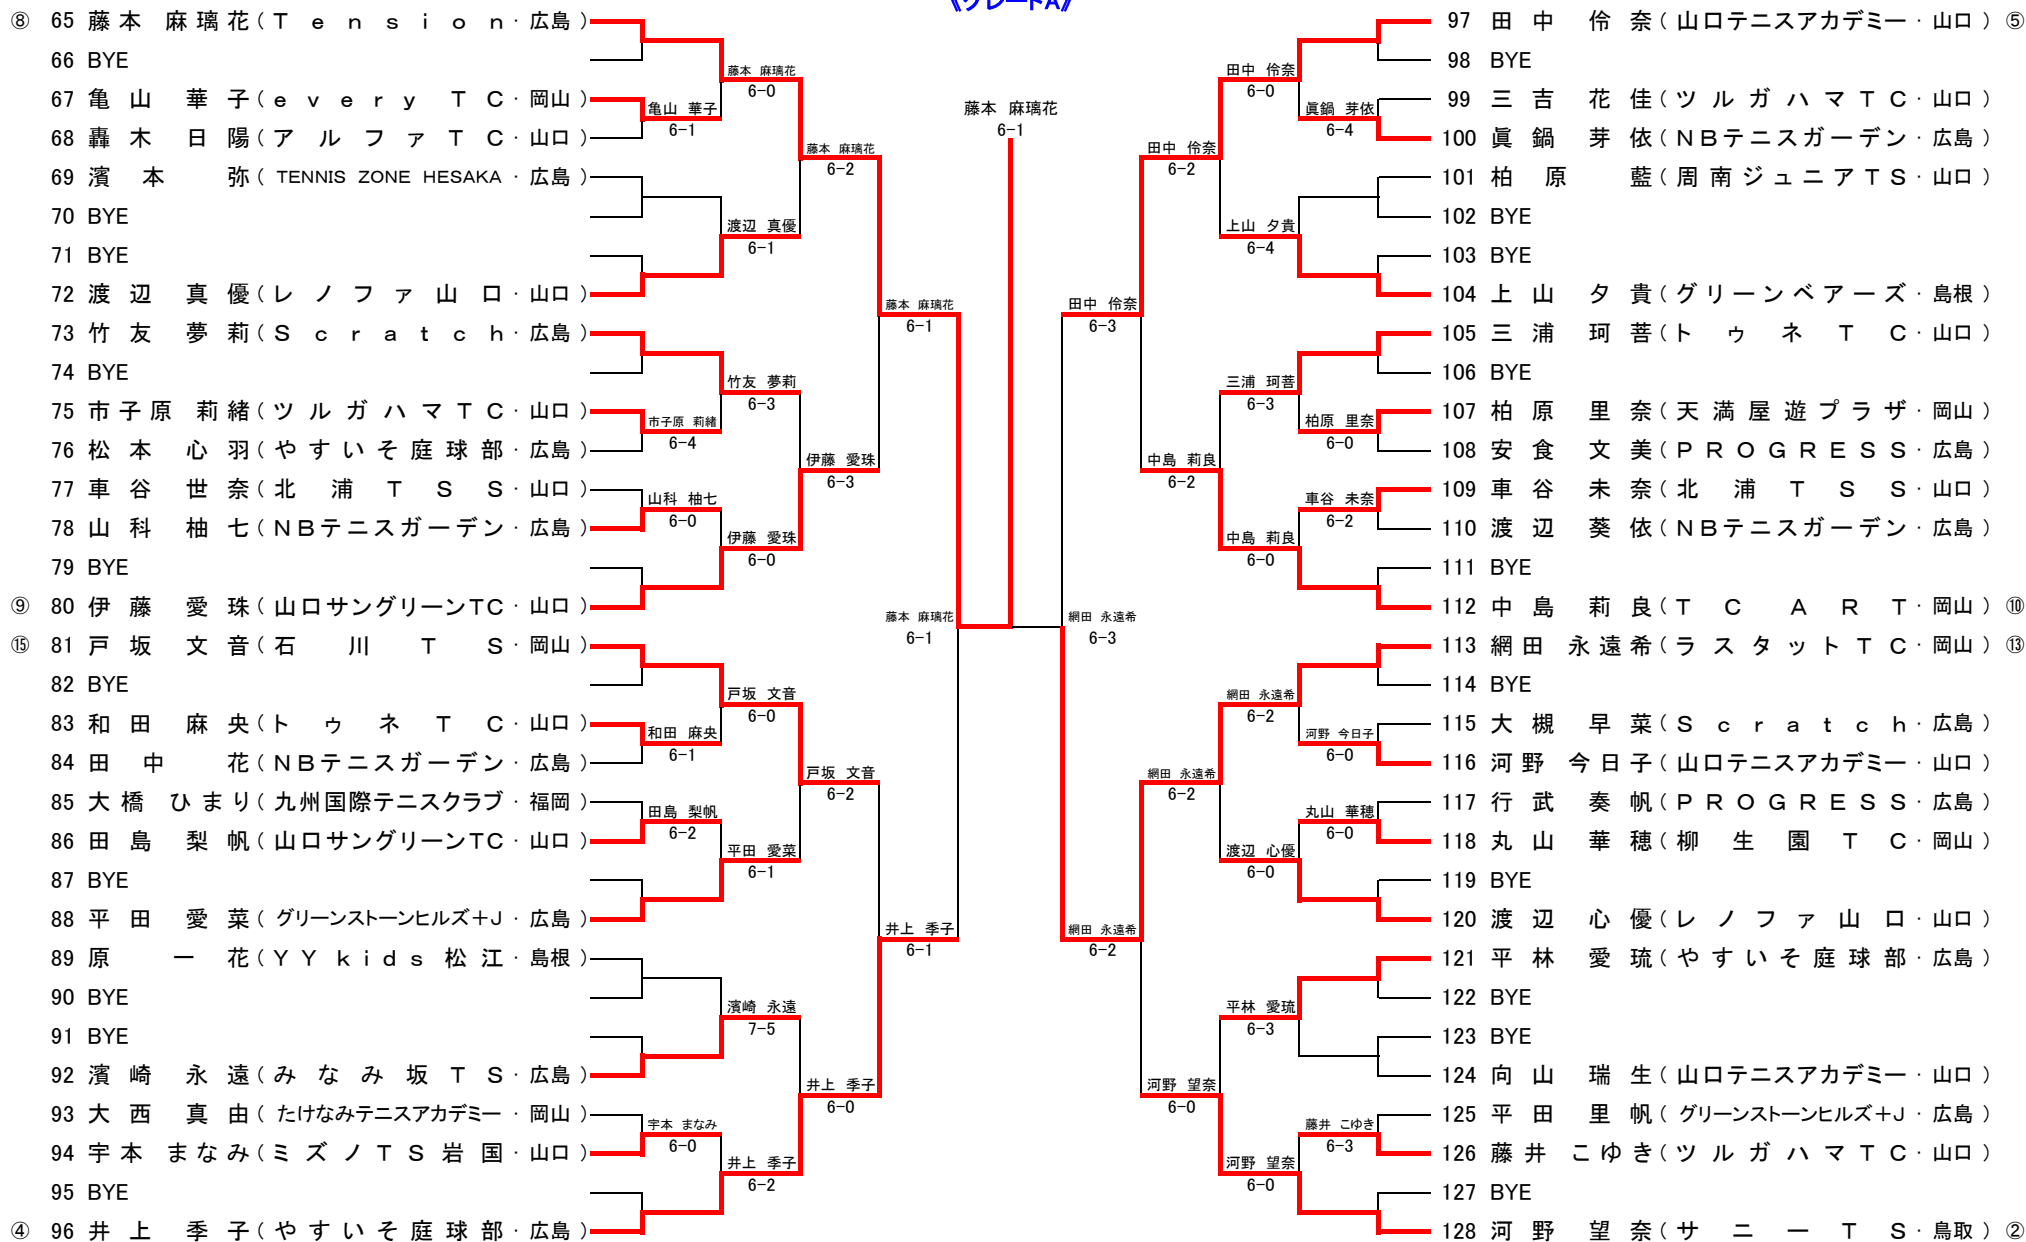 《グレードA》
⑧ 65 藤本 麻璃花 (Tension・広島)
66 BYE
67 亀山 華子 (every TC・岡山)
68 轟木 日陽 (アルファTC・山口)
69 濱本 弥 (TENNIS ZONE HESAKA・広島)
70 BYE
71 BYE
72 渡辺 真優 (レノファ山口・山口)
73 竹友 夢莉 (Scratch・広島)
74 BYE
75 市子原 莉緒 (ツルガハマTC・山口)
76 松本 心羽 (やすいそ庭球部・広島)
77 車谷 世奈 (北浦TSS・山口)
78 山科 柚七 (NBテニスガーデン・広島)
79 BYE
⑨ 80 伊藤 愛珠 (山口サングリーンTC・山口)
⑮ 81 戸坂 文音 (石川TS・岡山)
82 BYE
83 和田 麻央 (トゥネTC・山口)
84 田中 花 (NBテニスガーデン・広島)
85 大橋 ひまり (九州国際テニスクラブ・福岡)
86 田島 梨帆 (山口サングリーンTC・山口)
87 BYE
88 平田 愛菜 (グリーンストーンヒルズ+J・広島)
89 原 一花 (YYkids松江・島根)
90 BYE
91 BYE
92 濱崎 永遠 (みなみ坂TS・広島)
93 大西 真由 (たけなみテニスアカデミー・岡山)
94 宇本 まなみ (ミズノTS岩国・山口)
95 BYE
④ 96 井上 季子 (やすいそ庭球部・広島)
亀山 華子
6-1
市子原 莉緒
6-4
山科 柚七
6-0
和田 麻央
6-1
田島 梨帆
6-2
宇本 まなみ
6-0
藤本 麻璃花
6-0
渡辺 真優
6-1
竹友 夢莉
6-3
伊藤 愛珠
6-0
戸坂 文音
6-0
平田 愛菜
6-1
濱崎 永遠
7-5
井上 季子
6-2
藤本 麻璃花
6-2
伊藤 愛珠
6-3
戸坂 文音
6-2
井上 季子
6-0
藤本 麻璃花
6-1
井上 季子
6-1
藤本 麻璃花
6-1
藤本 麻璃花
6-1
網田 永遠希
6-3
田中 伶奈
6-3
網田 永遠希
6-2
田中 伶奈
6-2
中島 莉良
6-2
網田 永遠希
6-2
河野 望奈
6-0
田中 伶奈
6-0
上山 夕貴
6-4
三浦 珂菩
6-3
中島 莉良
6-0
網田 永遠希
6-2
渡辺 心優
6-0
平林 愛琉
6-3
河野 望奈
6-0
眞鍋 芽依
6-4
柏原 里奈
6-0
車谷 未奈
6-2
河野 今日子
6-0
丸山 華穂
6-0
藤井 こゆき
6-3
97 田中 伶奈 (山口テニスアカデミー・山口) ⑤
98 BYE
99 三吉 花佳 (ツルガハマTC・山口)
100 眞鍋 芽依 (NBテニスガーデン・広島)
101 柏原 藍 (周南ジュニアTS・山口)
102 BYE
103 BYE
104 上山 夕貴 (グリーンベアーズ・島根)
105 三浦 珂菩 (トゥネTC・山口)
106 BYE
107 柏原 里奈 (天満屋遊プラザ・岡山)
108 安食 文美 (PROGRESS・広島)
109 車谷 未奈 (北浦TSS・山口)
110 渡辺 葵依 (NBテニスガーデン・広島)
111 BYE
112 中島 莉良 (TC ART・岡山) ⑩
113 網田 永遠希 (ラスタットTC・岡山) ⑬
114 BYE
115 大槻 早菜 (Scratch・広島)
116 河野 今日子 (山口テニスアカデミー・山口)
117 行武 奏帆 (PROGRESS・広島)
118 丸山 華穂 (柳生園TC・岡山)
119 BYE
120 渡辺 心優 (レノファ山口・山口)
121 平林 愛琉 (やすいそ庭球部・広島)
122 BYE
123 BYE
124 向山 瑞生 (山口テニスアカデミー・山口)
125 平田 里帆 (グリーンストーンヒルズ+J・広島)
126 藤井 こゆき (ツルガハマTC・山口)
127 BYE
128 河野 望奈 (サニーTS・鳥取) ②